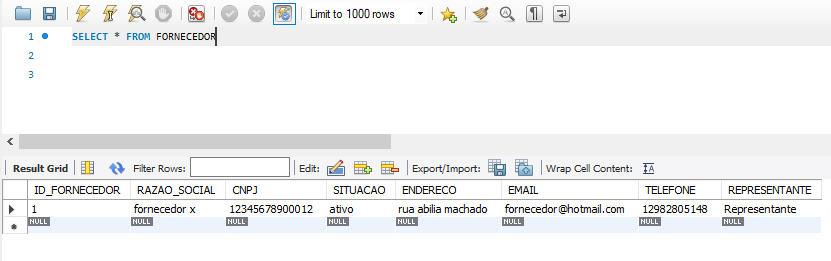 Limit to 1000 rows
1 SELECT * FROM FORNECEDOR
2
3
Result Grid Filter Rows: Edit: Export/Import: Wrap Cell Content:
ID_FORNECEDOR RAZAO_SOCIAL CNPJ SITUACAO ENDERECO EMAIL TELEFONE REPRESENTANTE
1 fornecedor x 12345678900012 ativo rua abilia machado fornecedor@hotmail.com 12982805148 Representante
NULL NULL NULL NULL NULL NULL NULL NULL